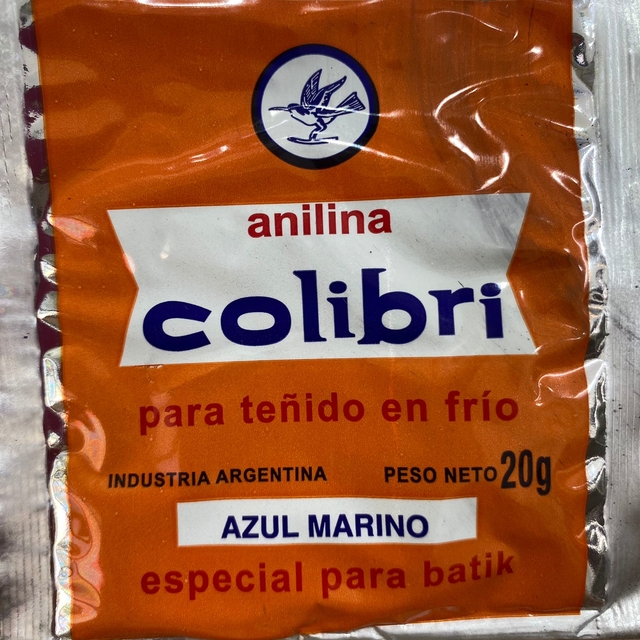 anilina
colibri
para teñido en frío
INDUSTRIA ARGENTINA PESO NETO 20g
AZUL MARINO
especial para batik